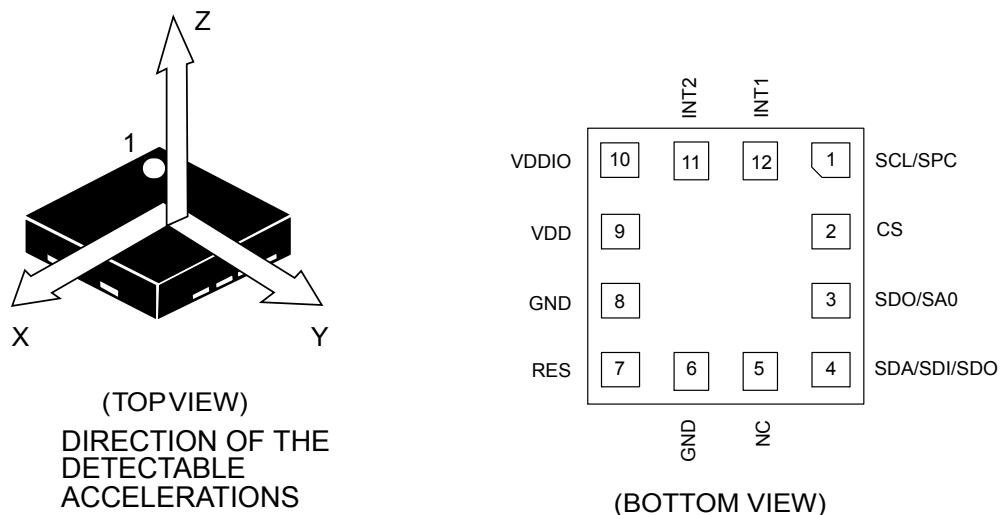 Z
1
X
Y
(TOPVIEW)
DIRECTION OF THE
DETECTABLE
ACCELERATIONS
INT2
INT1
VDDIO 10 11 12 1 SCL/SPC
VDD 9 2 CS
GND 8 3 SDO/SA0
RES 7 6 5 4 SDA/SDI/SDO
GND
NC
(BOTTOM VIEW)